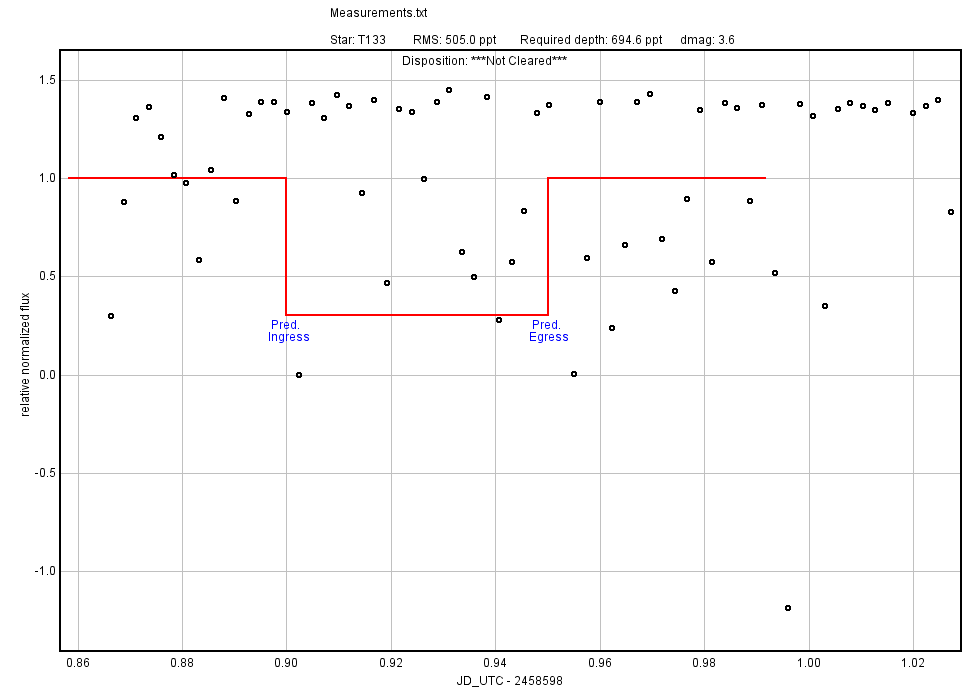 Measurements.txt
Star: T133 RMS: 505.0 ppt Required depth: 694.6 ppt dmag: 3.6
Disposition: ***Not Cleared***
1.5
1.0
0.5
0.0
-0.5
-1.0
relative normalized flux
Pred.
Ingress
Pred.
Egress
0.86 0.88 0.90 0.92 0.94 0.96 0.98 1.00 1.02
JD_UTC - 2458598